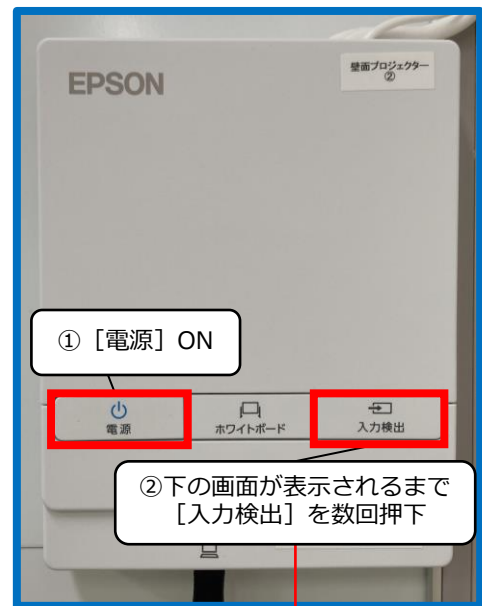 EPSON
壁面プロジェクター
②
①［電源］ON
電源
ホワイトボード
入力検出
②下の画面が表示されるまで
［入力検出］を数回押下